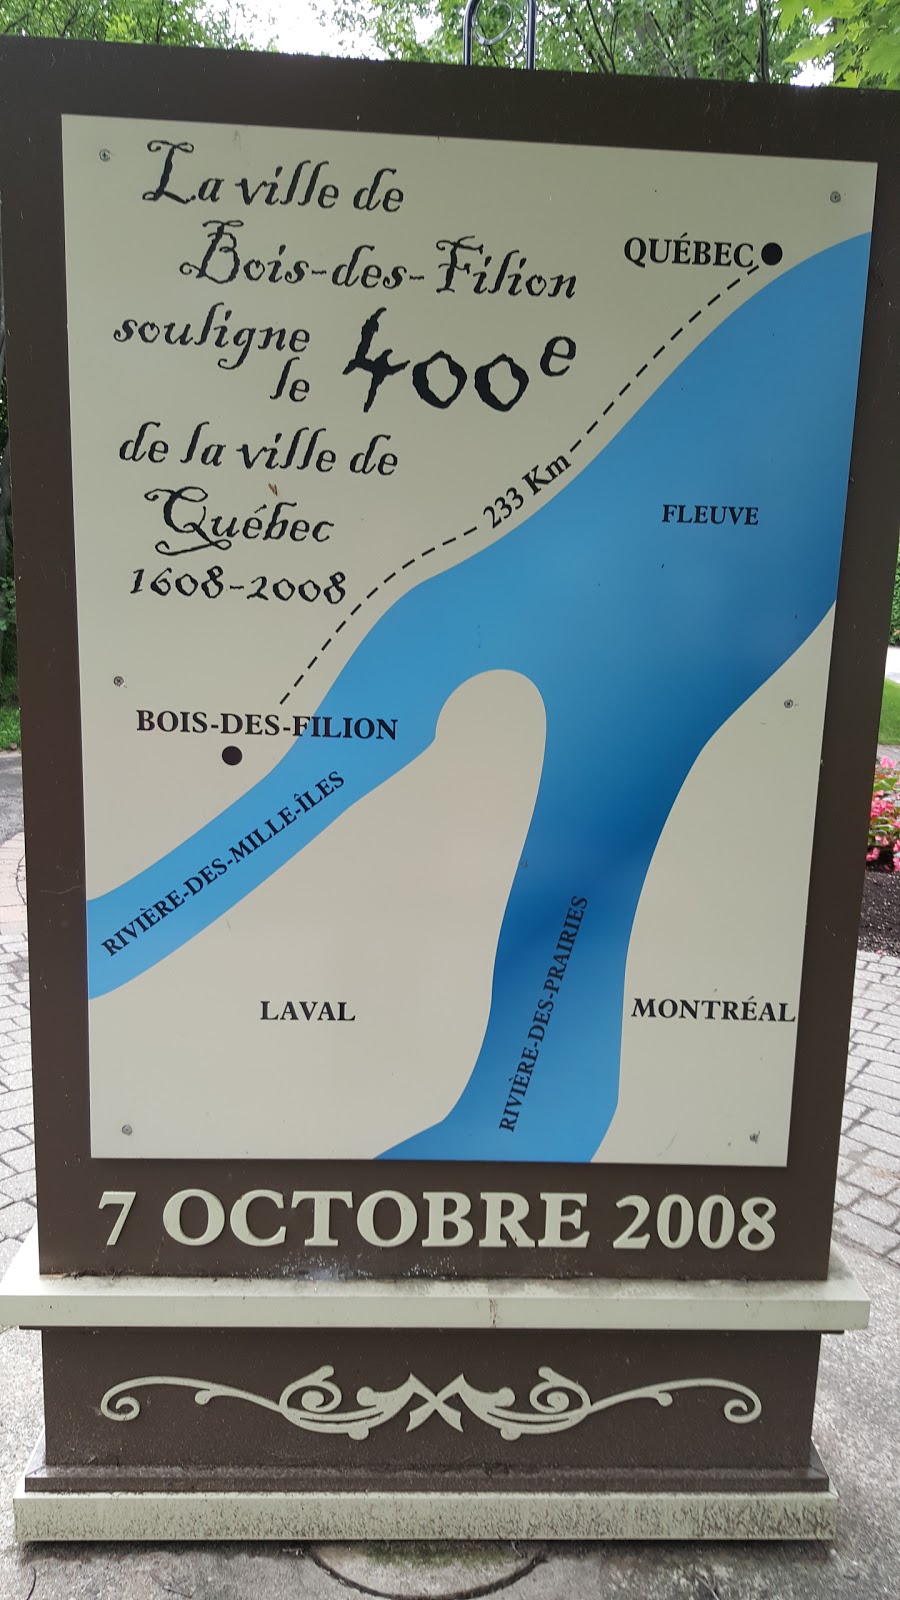 La ville de
Bois-des-Filion
souligne
le 400e
de la ville de
Québec
1608-2008
QUÉBEC
233 Km
FLEUVE
BOIS-DES-FILION
RIVIÈRE-DES-MILLE-ÎLES
RIVIÈRE-DES-PRAIRIES
LAVAL
MONTRÉAL
7 OCTOBRE 2008